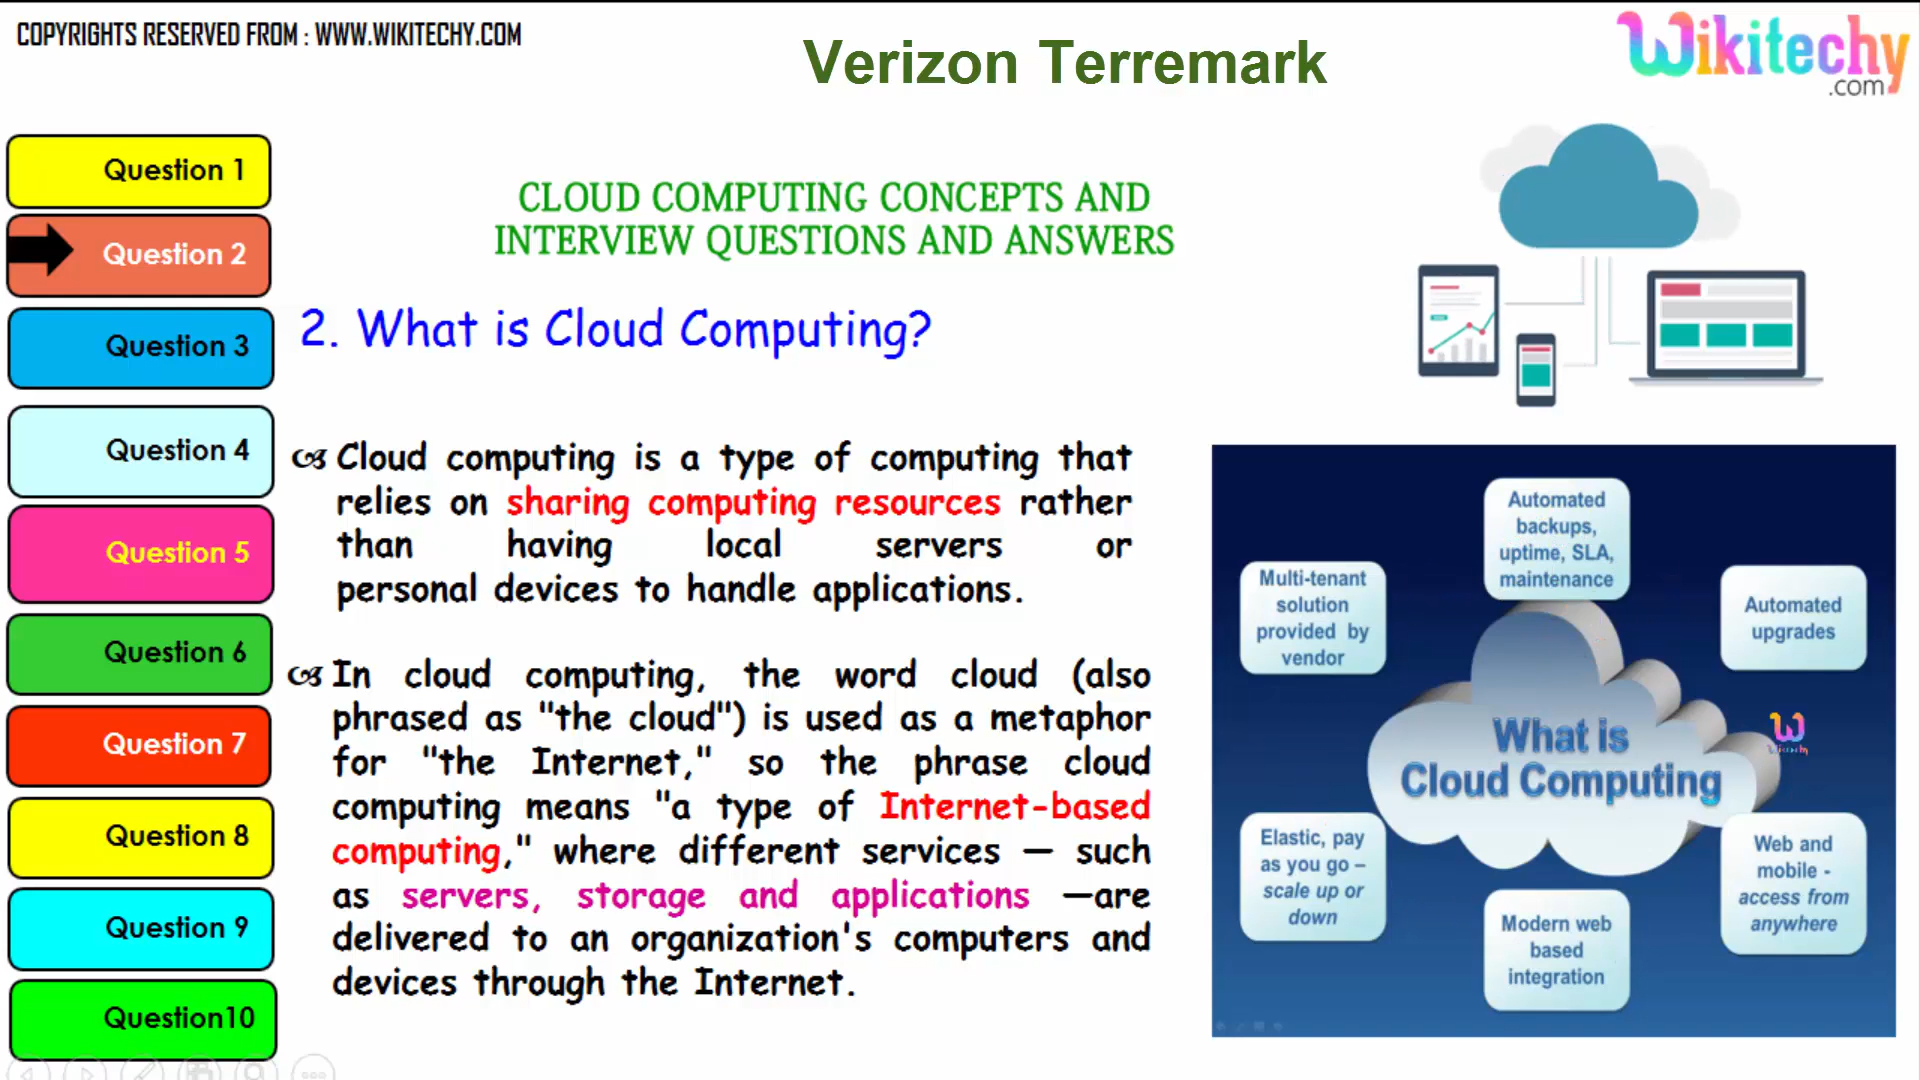 COPYRIGHTS RESERVED FROM : WWW.WIKITECHY.COM
Verizon Terremark
Wikitechy
.com
Question 1
Question 2
Question 3
Question 4
Question 5
Question 6
Question 7
Question 8
Question 9
Question10
CLOUD COMPUTING CONCEPTS AND
INTERVIEW QUESTIONS AND ANSWERS
2. What is Cloud Computing?
Cloud computing is a type of computing that
relies on sharing computing resources rather
than having local servers or
personal devices to handle applications.
In cloud computing, the word cloud (also
phrased as "the cloud") is used as a metaphor
for "the Internet," so the phrase cloud
computing means "a type of Internet-based
computing," where different services — such
as servers, storage and applications —are
delivered to an organization's computers and
devices through the Internet.
Automated
backups,
uptime, SLA,
maintenance
Multi-tenant
solution
provided by
vendor
Automated
upgrades
What is
Cloud Computing
W
Wikitechy
Elastic, pay
as you go –
scale up or
down
Web and
mobile -
access from
anywhere
Modern web
based
integration